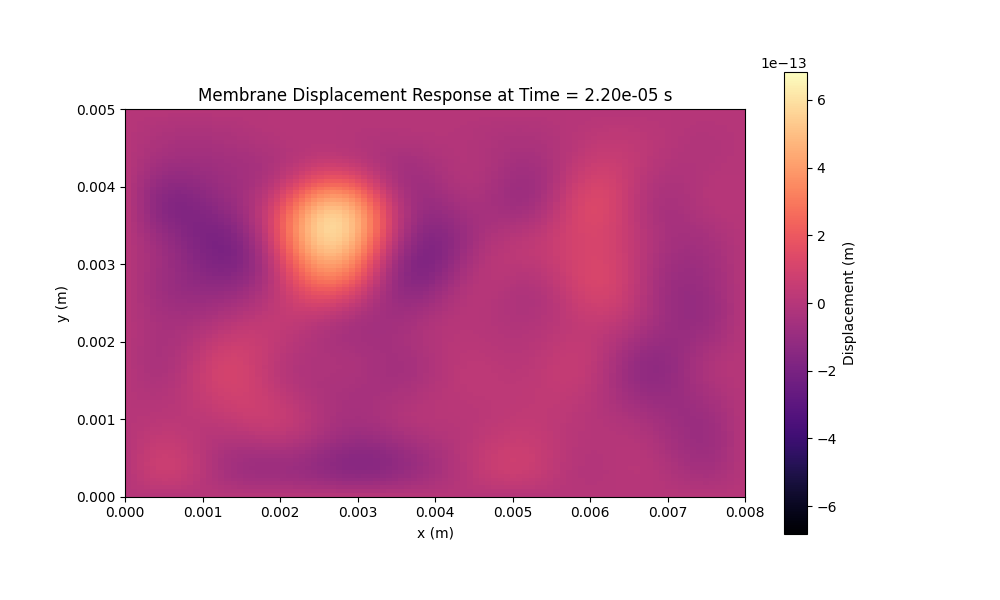 1e−13
Membrane Displacement Response at Time = 2.20e-05 s
0.005
0.004
0.003
0.002
0.001
0.000
y (m)
0.000 0.001 0.002 0.003 0.004 0.005 0.006 0.007 0.008
x (m)
6
4
2
0
−2
−4
−6
Displacement (m)